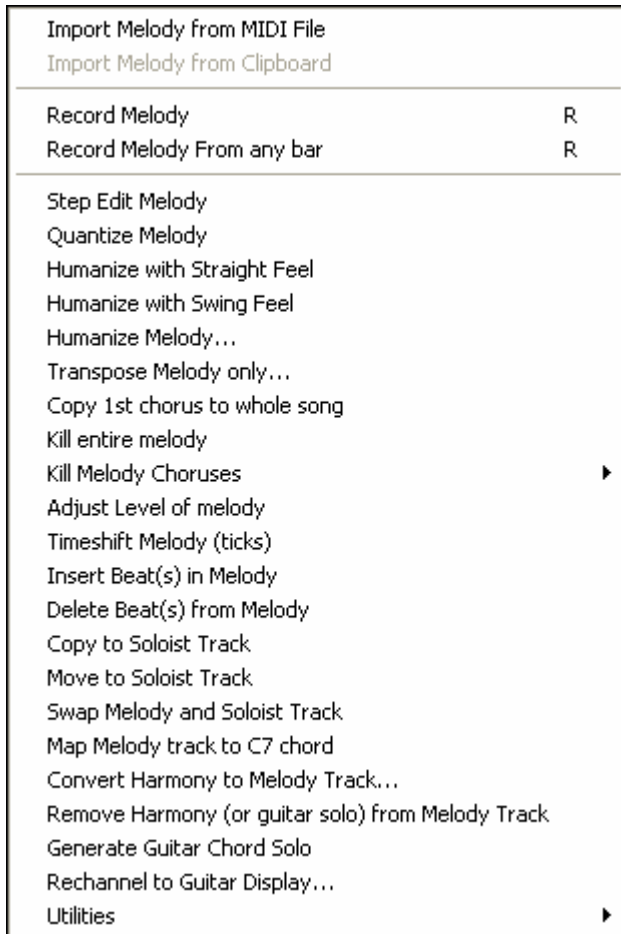 Import Melody from MIDI File
Import Melody from Clipboard
Record Melody R
Record Melody From any bar R
Step Edit Melody
Quantize Melody
Humanize with Straight Feel
Humanize with Swing Feel
Humanize Melody...
Transpose Melody only...
Copy 1st chorus to whole song
Kill entire melody
Kill Melody Choruses
Adjust Level of melody
Timeshift Melody (ticks)
Insert Beat(s) in Melody
Delete Beat(s) from Melody
Copy to Soloist Track
Move to Soloist Track
Swap Melody and Soloist Track
Map Melody track to C7 chord
Convert Harmony to Melody Track...
Remove Harmony (or guitar solo) from Melody Track
Generate Guitar Chord Solo
Rechannel to Guitar Display...
Utilities